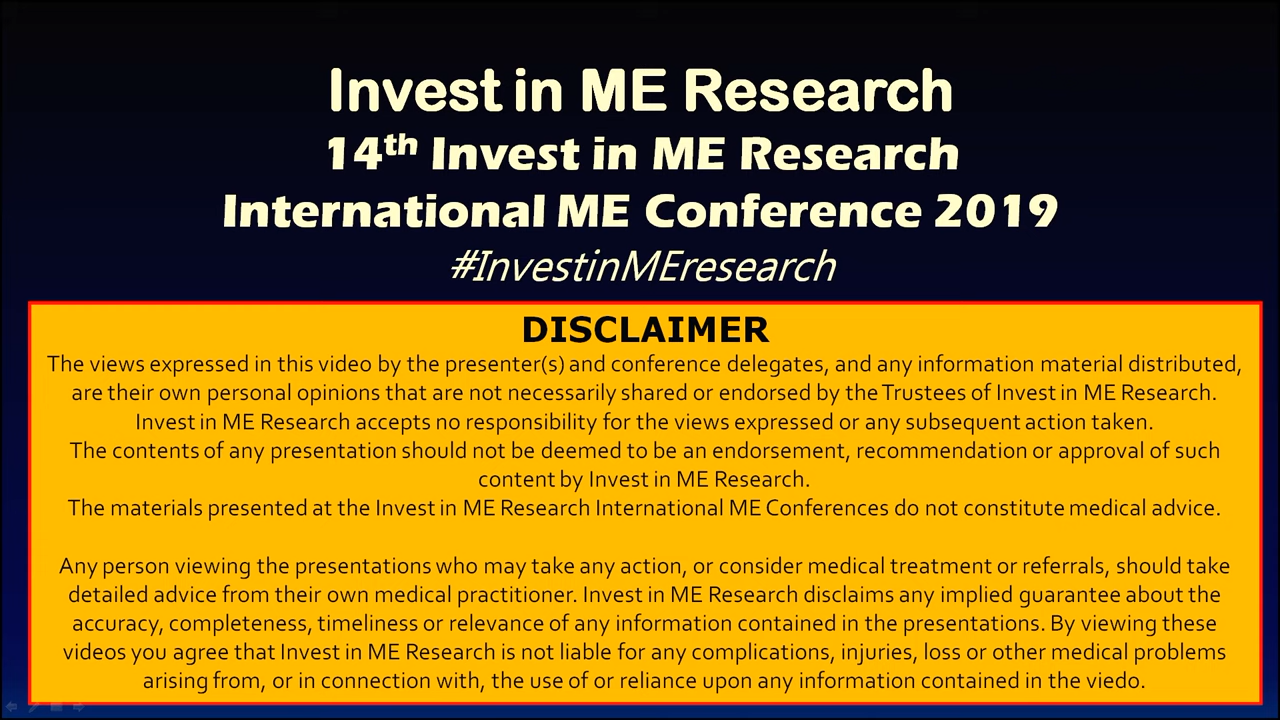 Invest in ME Research
14th Invest in ME Research
International ME Conference 2019
#InvestinMEresearch
DISCLAIMER
The views expressed in this video by the presenter(s) and conference delegates, and any information material distributed,
are their own personal opinions that are not necessarily shared or endorsed by the Trustees of Invest in ME Research.
Invest in ME Research accepts no responsibility for the views expressed or any subsequent action taken.
The contents of any presentation should not be deemed to be an endorsement, recommendation or approval of such
content by Invest in ME Research.
The materials presented at the Invest in ME Research International ME Conferences do not constitute medical advice.
Any person viewing the presentations who may take any action, or consider medical treatment or referrals, should take
detailed advice from their own medical practitioner. Invest in ME Research disclaims any implied guarantee about the
accuracy, completeness, timeliness or relevance of any information contained in the presentations. By viewing these
videos you agree that Invest in ME Research is not liable for any complications, injuries, loss or other medical problems
arising from, or in connection with, the use of or reliance upon any information contained in the viedo.